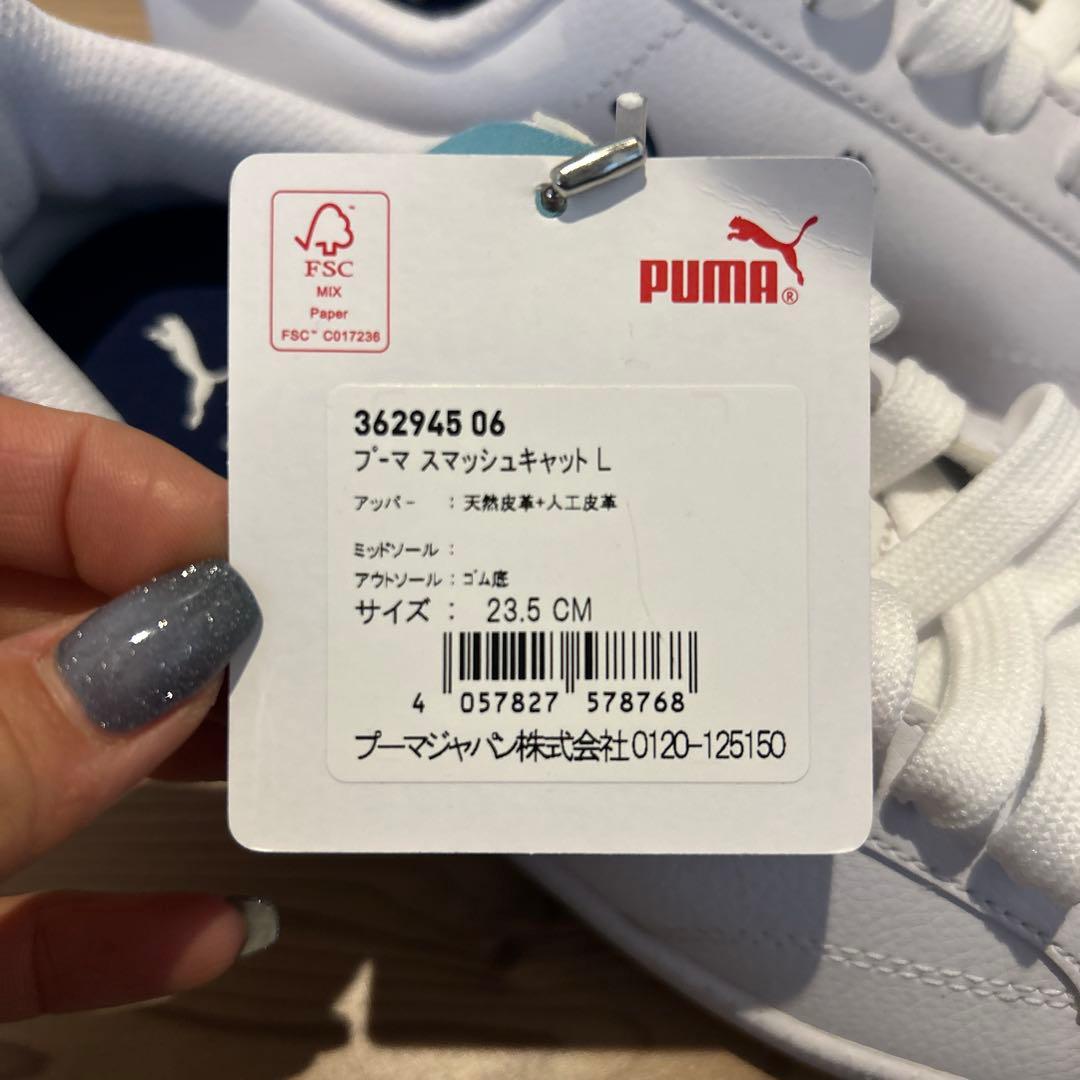 FSC
MIX
Paper
FSC™ C017236
PUMA®
362945 06
プーマ スマッシュキャット L
アッパー : 天然皮革+人工皮革
ミッドソール :
アウトソール : ゴム底
サイズ : 23.5 CM
4 057827 578768
プーマジャパン株式会社0120-125150